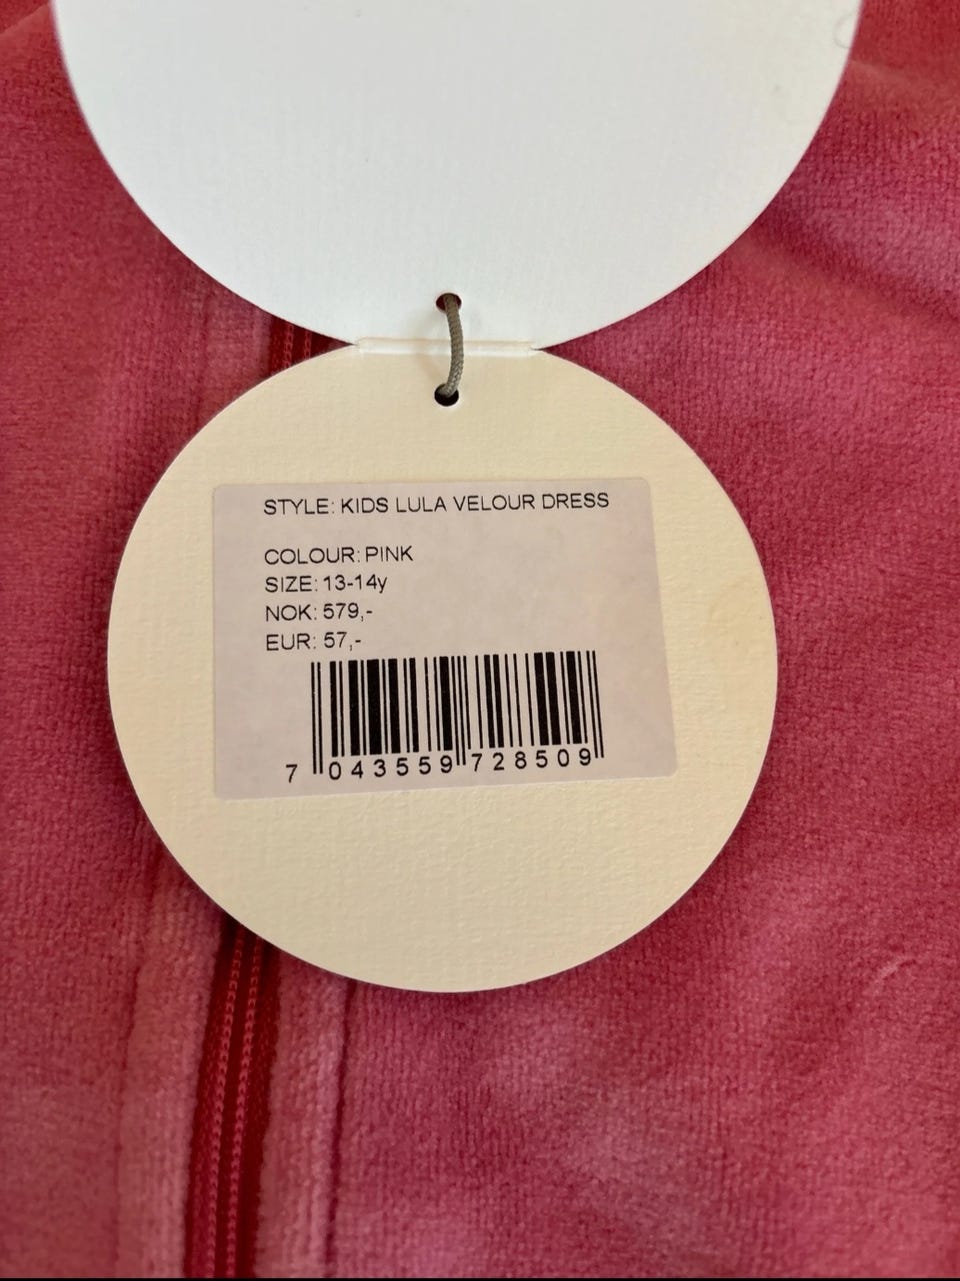 STYLE: KIDS LULA VELOUR DRESS
COLOUR: PINK
SIZE: 13-14y
NOK: 579,-
EUR: 57,-
7 043559 728509